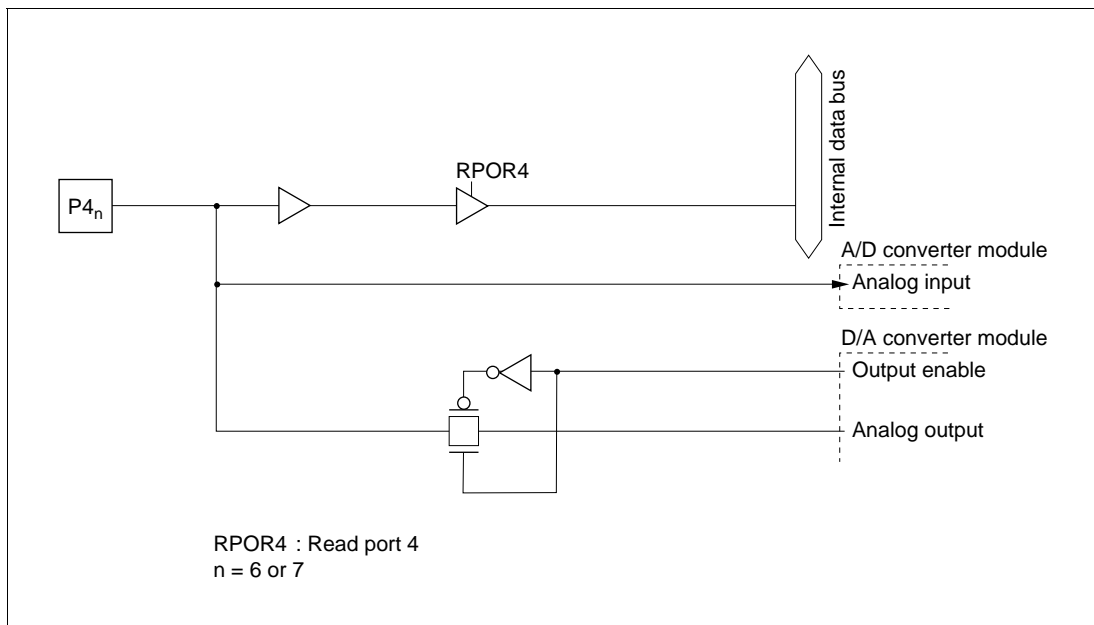 RPOR4
P4n
Internal data bus
A/D converter module
Analog input
D/A converter module
Output enable
Analog output
RPOR4 : Read port 4
n = 6 or 7